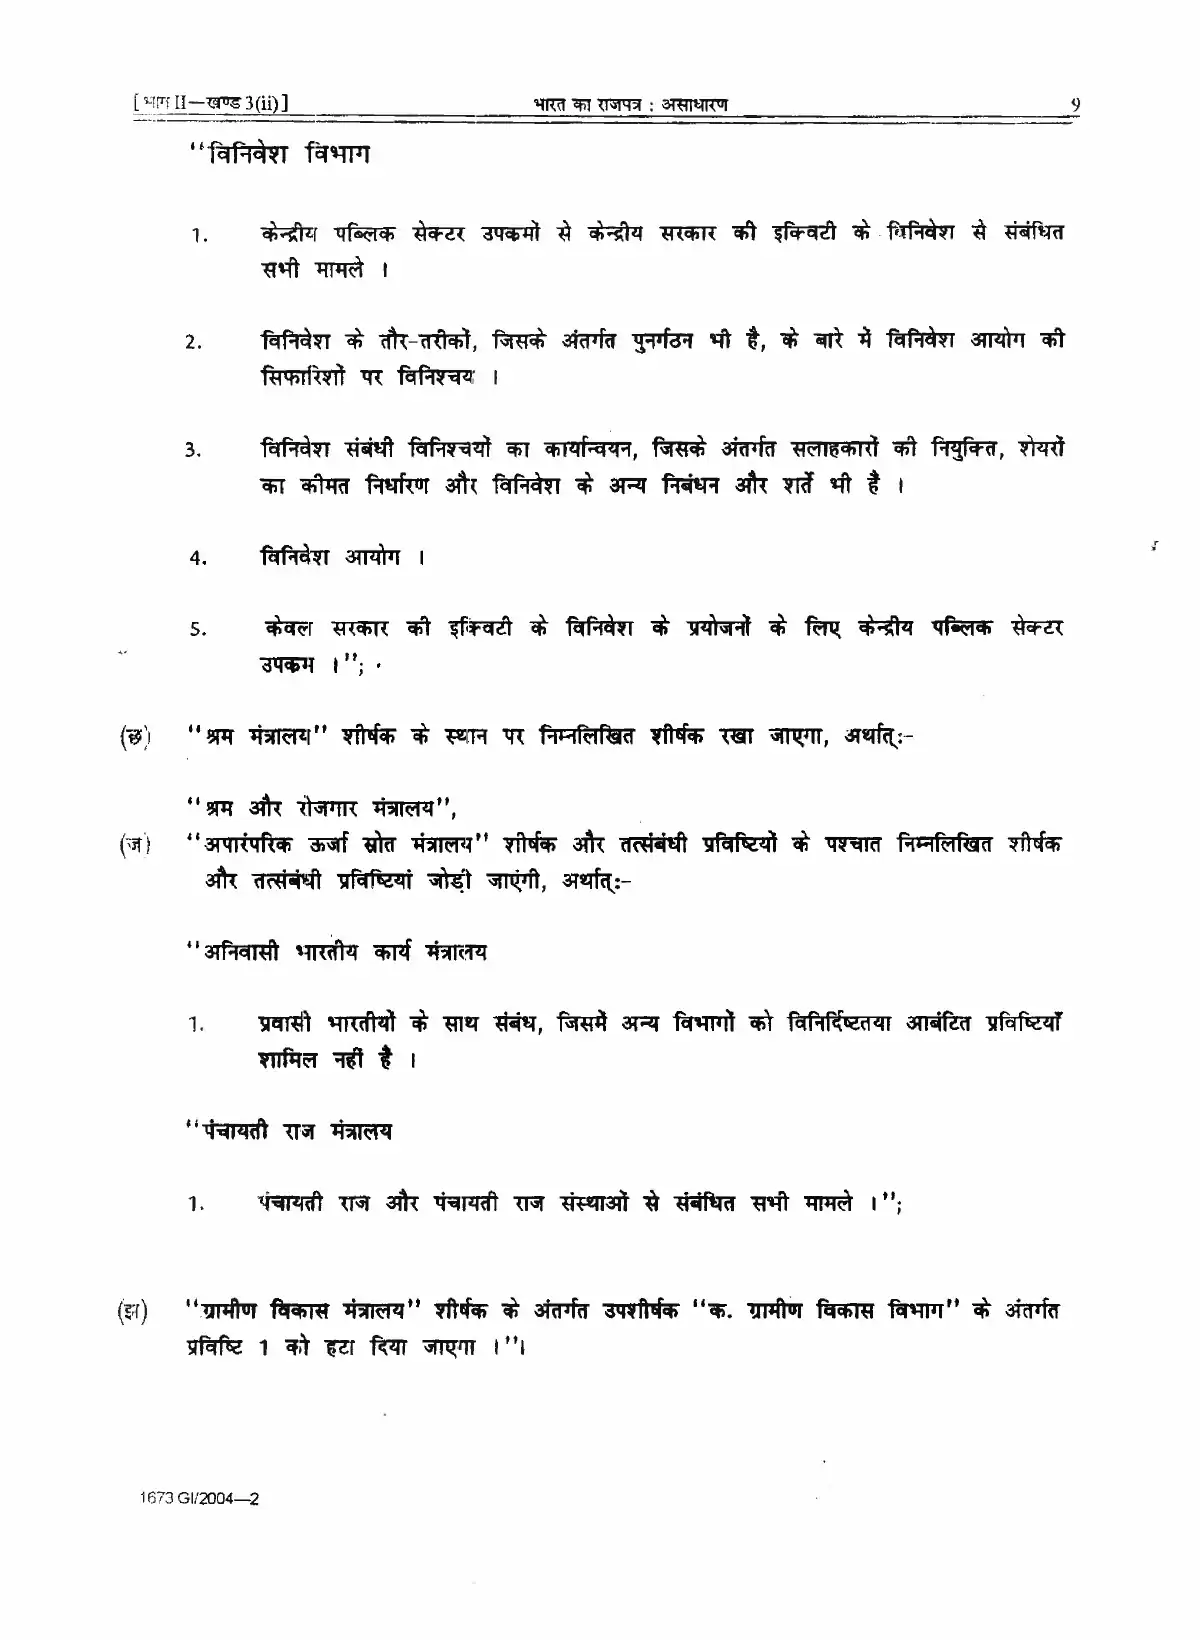 [ भाग II—खण्ड 3(ii) ] भारत का राजपत्र : असाधारण 9
"विनिवेश विभाग
1. केन्द्रीय पब्लिक सेक्टर उपकमों से केन्द्रीय सरकार की इक्विटी के विनिवेश से संबंधित
सभी मामले ।
2. विनिवेश के तौर-तरीकों, जिसके अंतर्गत पुनर्गठन भी है, के बारे में विनिवेश आयोग की
सिफारिशों पर विनिश्चय ।
3. विनिवेश संबंधी विनिश्चयों का कार्यान्वयन, जिसके अंतर्गत सलाहकारों की नियुक्ति, शेयरों
का कीमत निर्धारण और विनिवेश के अन्य निबंधन और शर्तें भी हैं ।
4. विनिवेश आयोग ।
5. केवल सरकार की इक्विटी के विनिवेश के प्रयोजनों के लिए केन्द्रीय पब्लिक सेक्टर
उपकम ।";
(छ) "श्रम मंत्रालय" शीर्षक के स्थान पर निम्नलिखित शीर्षक रखा जाएगा, अर्थात्:-
"श्रम और रोजगार मंत्रालय",
(ज) "अपारंपरिक ऊर्जा स्रोत मंत्रालय" शीर्षक और तत्संबंधी प्रविष्टियों के पश्चात निम्नलिखित शीर्षक
और तत्संबंधी प्रविष्टियां जोड़ी जाएंगी, अर्थात्:-
"अनिवासी भारतीय कार्य मंत्रालय
1. प्रवासी भारतीयों के साथ संबंध, जिसमें अन्य विभागों को विनिर्दिष्टतया आबंटित प्रविष्टियाँ
शामिल नहीं है ।
"पंचायती राज मंत्रालय
1. पंचायती राज और पंचायती राज संस्थाओं से संबंधित सभी मामले ।";
(झ) "ग्रामीण विकास मंत्रालय" शीर्षक के अंतर्गत उपशीर्षक "क. ग्रामीण विकास विभाग" के अंतर्गत
प्रविष्टि 1 को हटा दिया जाएगा ।"।
1673 GI/2004—2